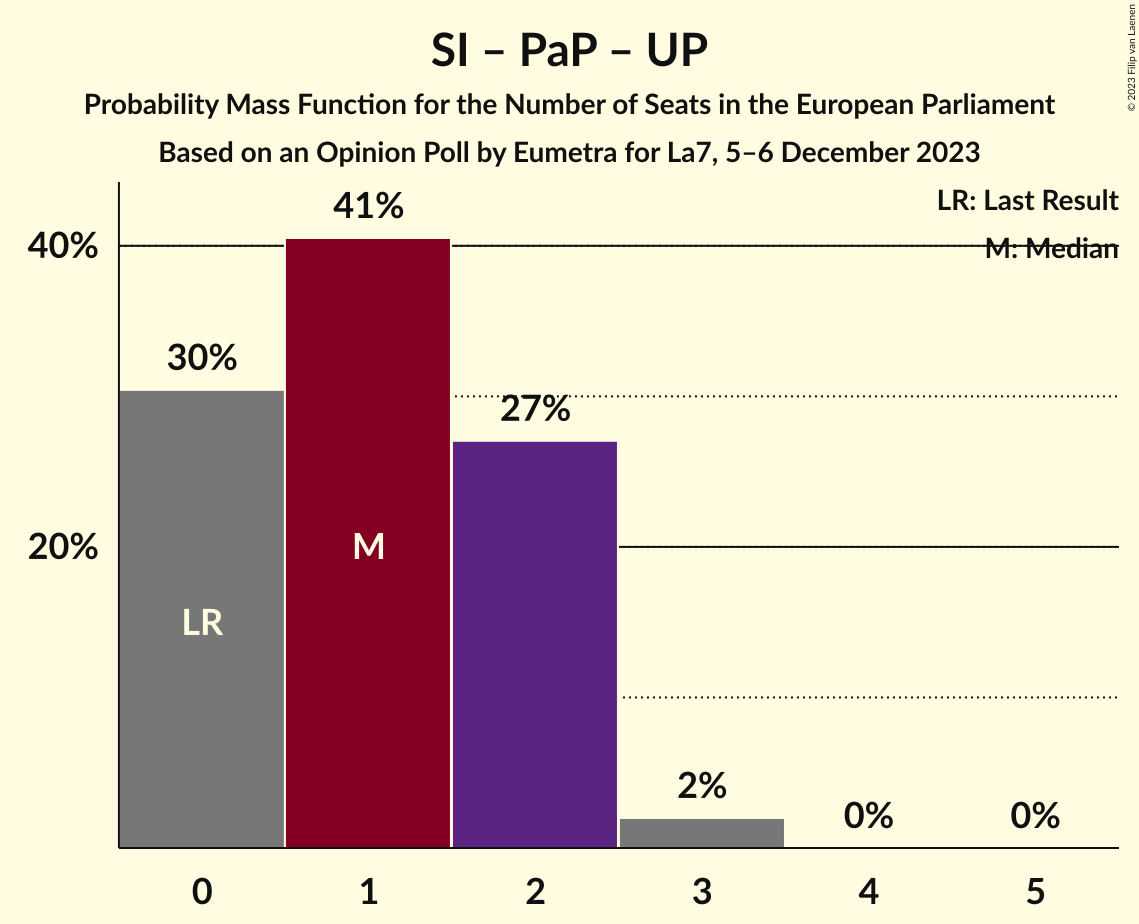 SI – PaP – UP
Probability Mass Function for the Number of Seats in the European Parliament
Based on an Opinion Poll by Eumetra for La7, 5–6 December 2023
© 2023 Filip van Laenen
LR: Last Result
M: Median
41%
40%
30%
27%
M
20%
LR
2%
0%
0%
0
1
2
3
4
5